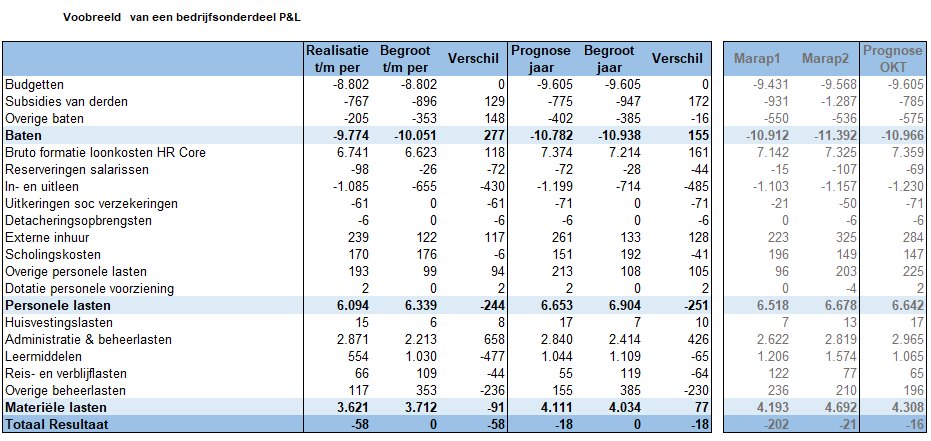 Voobreeld van een bedrijfsonderdeel P&L
Realisatie t/m per Begroot t/m per Verschil Prognose jaar Begroot jaar Verschil Marap1 Marap2 Prognose OKT
Budgetten -8.802 -8.802 0 -9.605 -9.605 0 -9.431 -9.568 -9.605
Subsidies van derden -767 -896 129 -775 -947 172 -931 -1.287 -785
Overige baten -205 -353 148 -402 -385 -16 -550 -536 -575
Baten -9.774 -10.051 277 -10.782 -10.938 155 -10.912 -11.392 -10.966
Bruto formatie loonkosten HR Core 6.741 6.623 118 7.374 7.214 161 7.142 7.325 7.359
Reserveringen salarissen -98 -26 -72 -72 -28 -44 -15 -107 -69
In- en uitleen -1.085 -655 -430 -1.199 -714 -485 -1.103 -1.157 -1.230
Uitkeringen soc verzekeringen -61 0 -61 -71 0 -71 -21 -50 -71
Detacheringsopbrengsten -6 0 -6 -6 0 -6 0 -6 -6
Externe inhuur 239 122 117 261 133 128 223 325 284
Scholingskosten 170 176 -6 151 192 -41 196 149 147
Overige personele lasten 193 99 94 213 108 105 96 203 225
Dotatie personele voorziening 2 0 2 2 0 2 0 -4 2
Personele lasten 6.094 6.339 -244 6.653 6.904 -251 6.518 6.678 6.642
Huisvestingslasten 15 6 8 17 7 10 7 13 17
Administratie & beheerlasten 2.871 2.213 658 2.840 2.414 426 2.622 2.819 2.965
Leermiddelen 554 1.030 -477 1.044 1.109 -65 1.206 1.574 1.065
Reis- en verblijflasten 66 109 -44 55 119 -64 122 77 65
Overige beheerlasten 117 353 -236 155 385 -230 236 210 196
Materiële lasten 3.621 3.712 -91 4.111 4.034 77 4.193 4.692 4.308
Totaal Resultaat -58 0 -58 -18 0 -18 -202 -21 -16